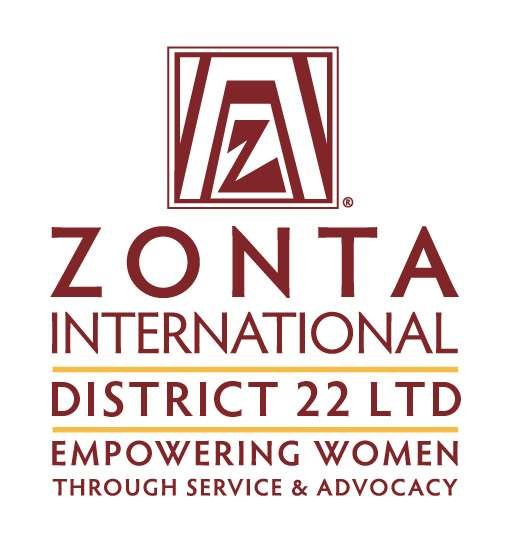 Z
®
ZONTA
INTERNATIONAL
DISTRICT 22 LTD
EMPOWERING WOMEN
THROUGH SERVICE & ADVOCACY